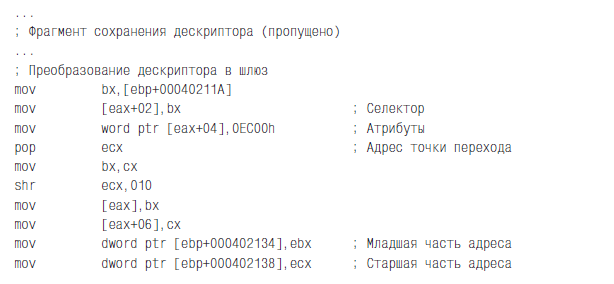 ...
; Фрагмент сохранения дескриптора (пропущено)
...
; Преобразование дескриптора в шлюз
mov bx,[ebp+00040211A]
mov [eax+02],bx ; Селектор
mov word ptr [eax+04],0EC00h ; Атрибуты
pop ecx ; Адрес точки перехода
mov bx,cx
shr ecx,010
mov [eax],bx
mov [eax+06],cx
mov dword ptr [ebp+000402134],ebx ; Младшая часть адреса
mov dword ptr [ebp+000402138],ecx ; Старшая часть адреса